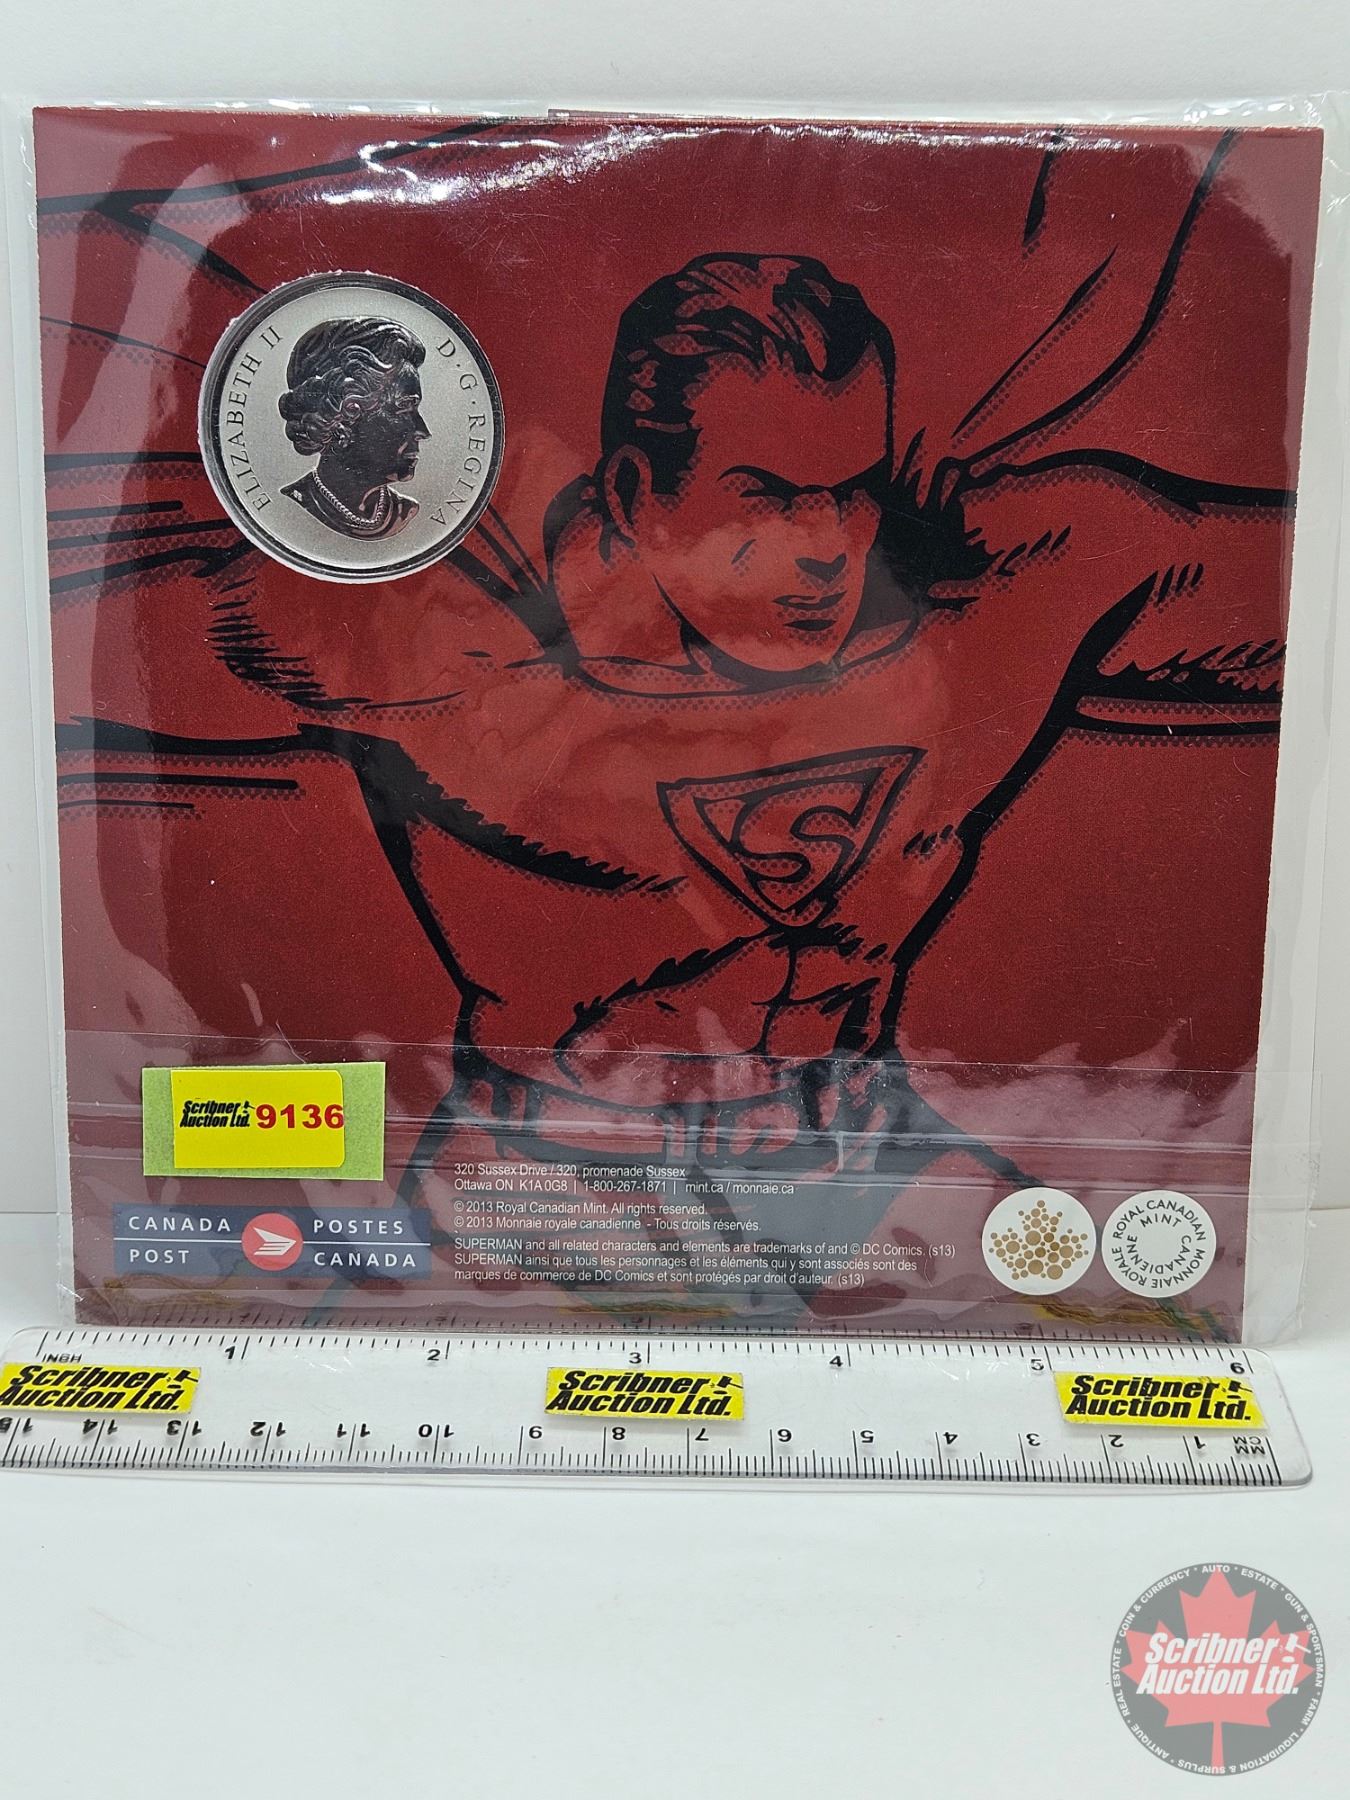 ELIZABETH II D·G·REGINA
S
Scribner
Auction Ltd. 9136
CANADA POSTES
POST CANADA
320 Sussex Drive / 320, promenade Sussex
Ottawa ON K1A 0G8 | 1-800-267-1871 | mint.ca / monnaie.ca
© 2013 Royal Canadian Mint. All rights reserved.
© 2013 Monnaie royale canadienne - Tous droits réservés.
SUPERMAN and all related characters and elements are trademarks of and © DC Comics. (s13)
SUPERMAN ainsi que tous les personnages et les éléments qui y sont associés sont des
marques de commerce de DC Comics et sont protégés par droit d'auteur. (s13)
ROYAL CANADIAN MINT
MONNAIE ROYALE CANADIENNE
INCH 1 2 3 4 5 6
Scribner
Auction Ltd.
Scribner
Auction Ltd.
Scribner
Auction Ltd.
15 14 13 12 11 10 9 8 7 6 5 4 3 2 1 MM
CM
ANTIQUE · REAL ESTATE · COIN & CURRENCY · AUTO · ESTATE · GUN & SPORTSMAN · FARM · LIQUIDATION & SURPLUS
Scribner
Auction Ltd.